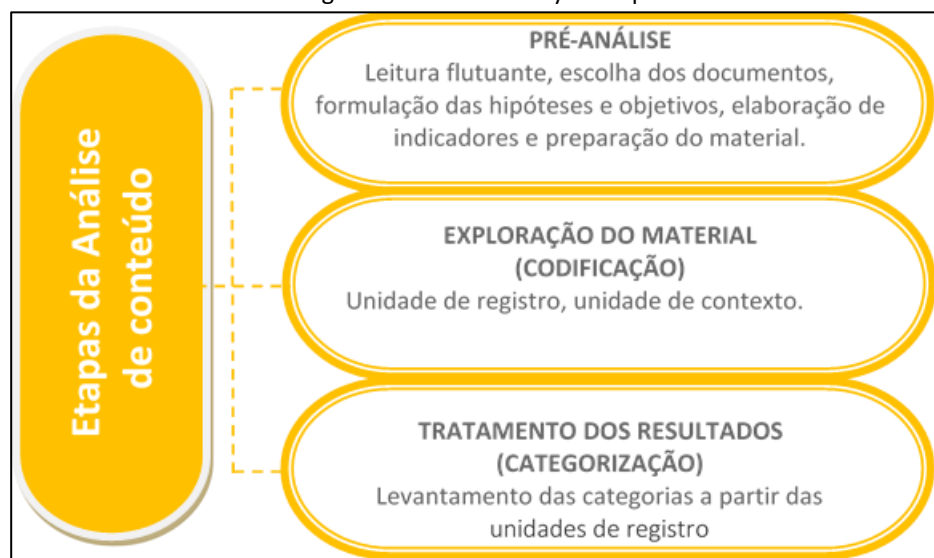 Etapas da Análise
de conteúdo
PRÉ-ANÁLISE
Leitura flutuante, escolha dos documentos,
formulação das hipóteses e objetivos, elaboração de
indicadores e preparação do material.
EXPLORAÇÃO DO MATERIAL
(CODIFICAÇÃO)
Unidade de registro, unidade de contexto.
TRATAMENTO DOS RESULTADOS
(CATEGORIZAÇÃO)
Levantamento das categorias a partir das
unidades de registro